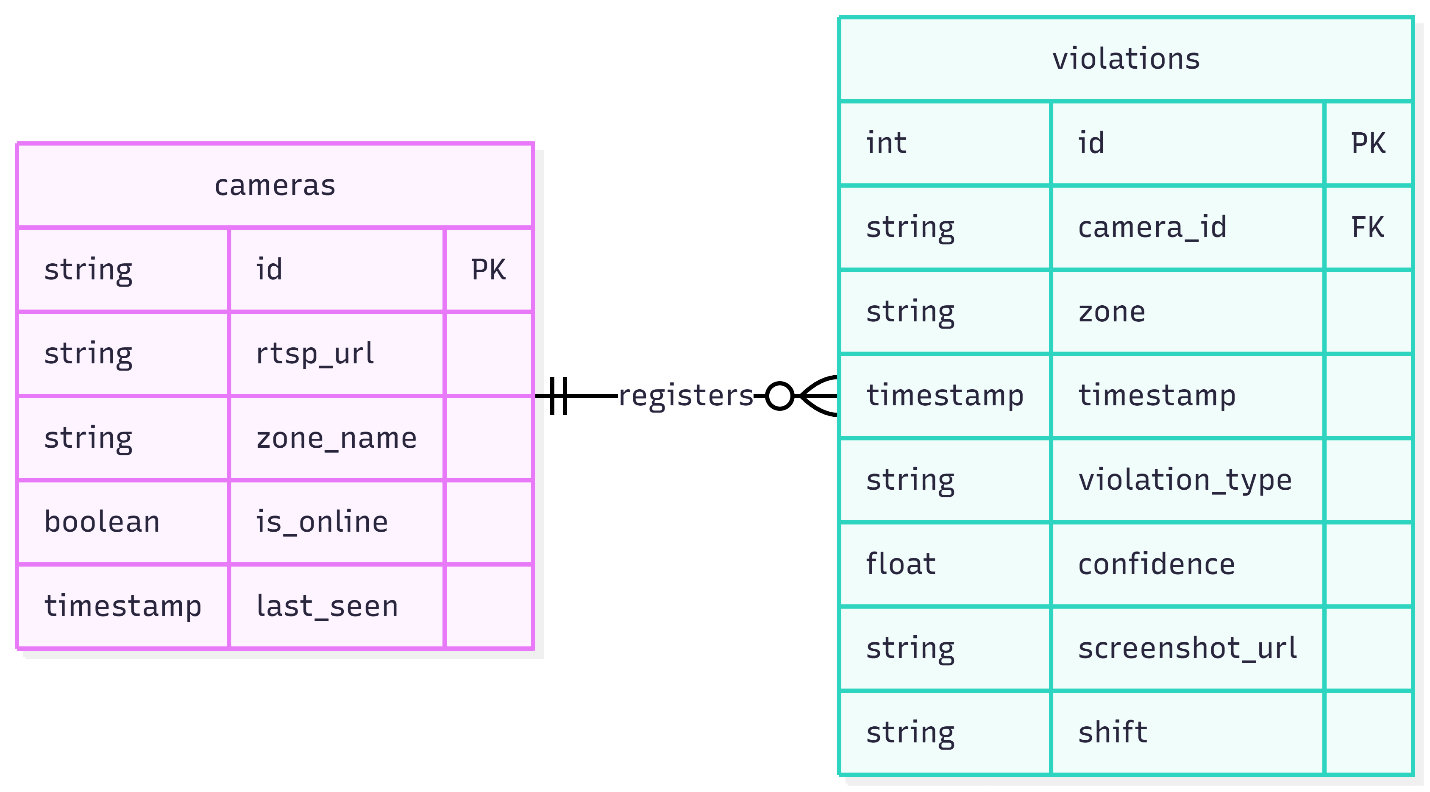 cameras
string id PK
string rtsp_url
string zone_name
boolean is_online
timestamp last_seen
registers
violations
int id PK
string camera_id FK
string zone
timestamp timestamp
string violation_type
float confidence
string screenshot_url
string shift